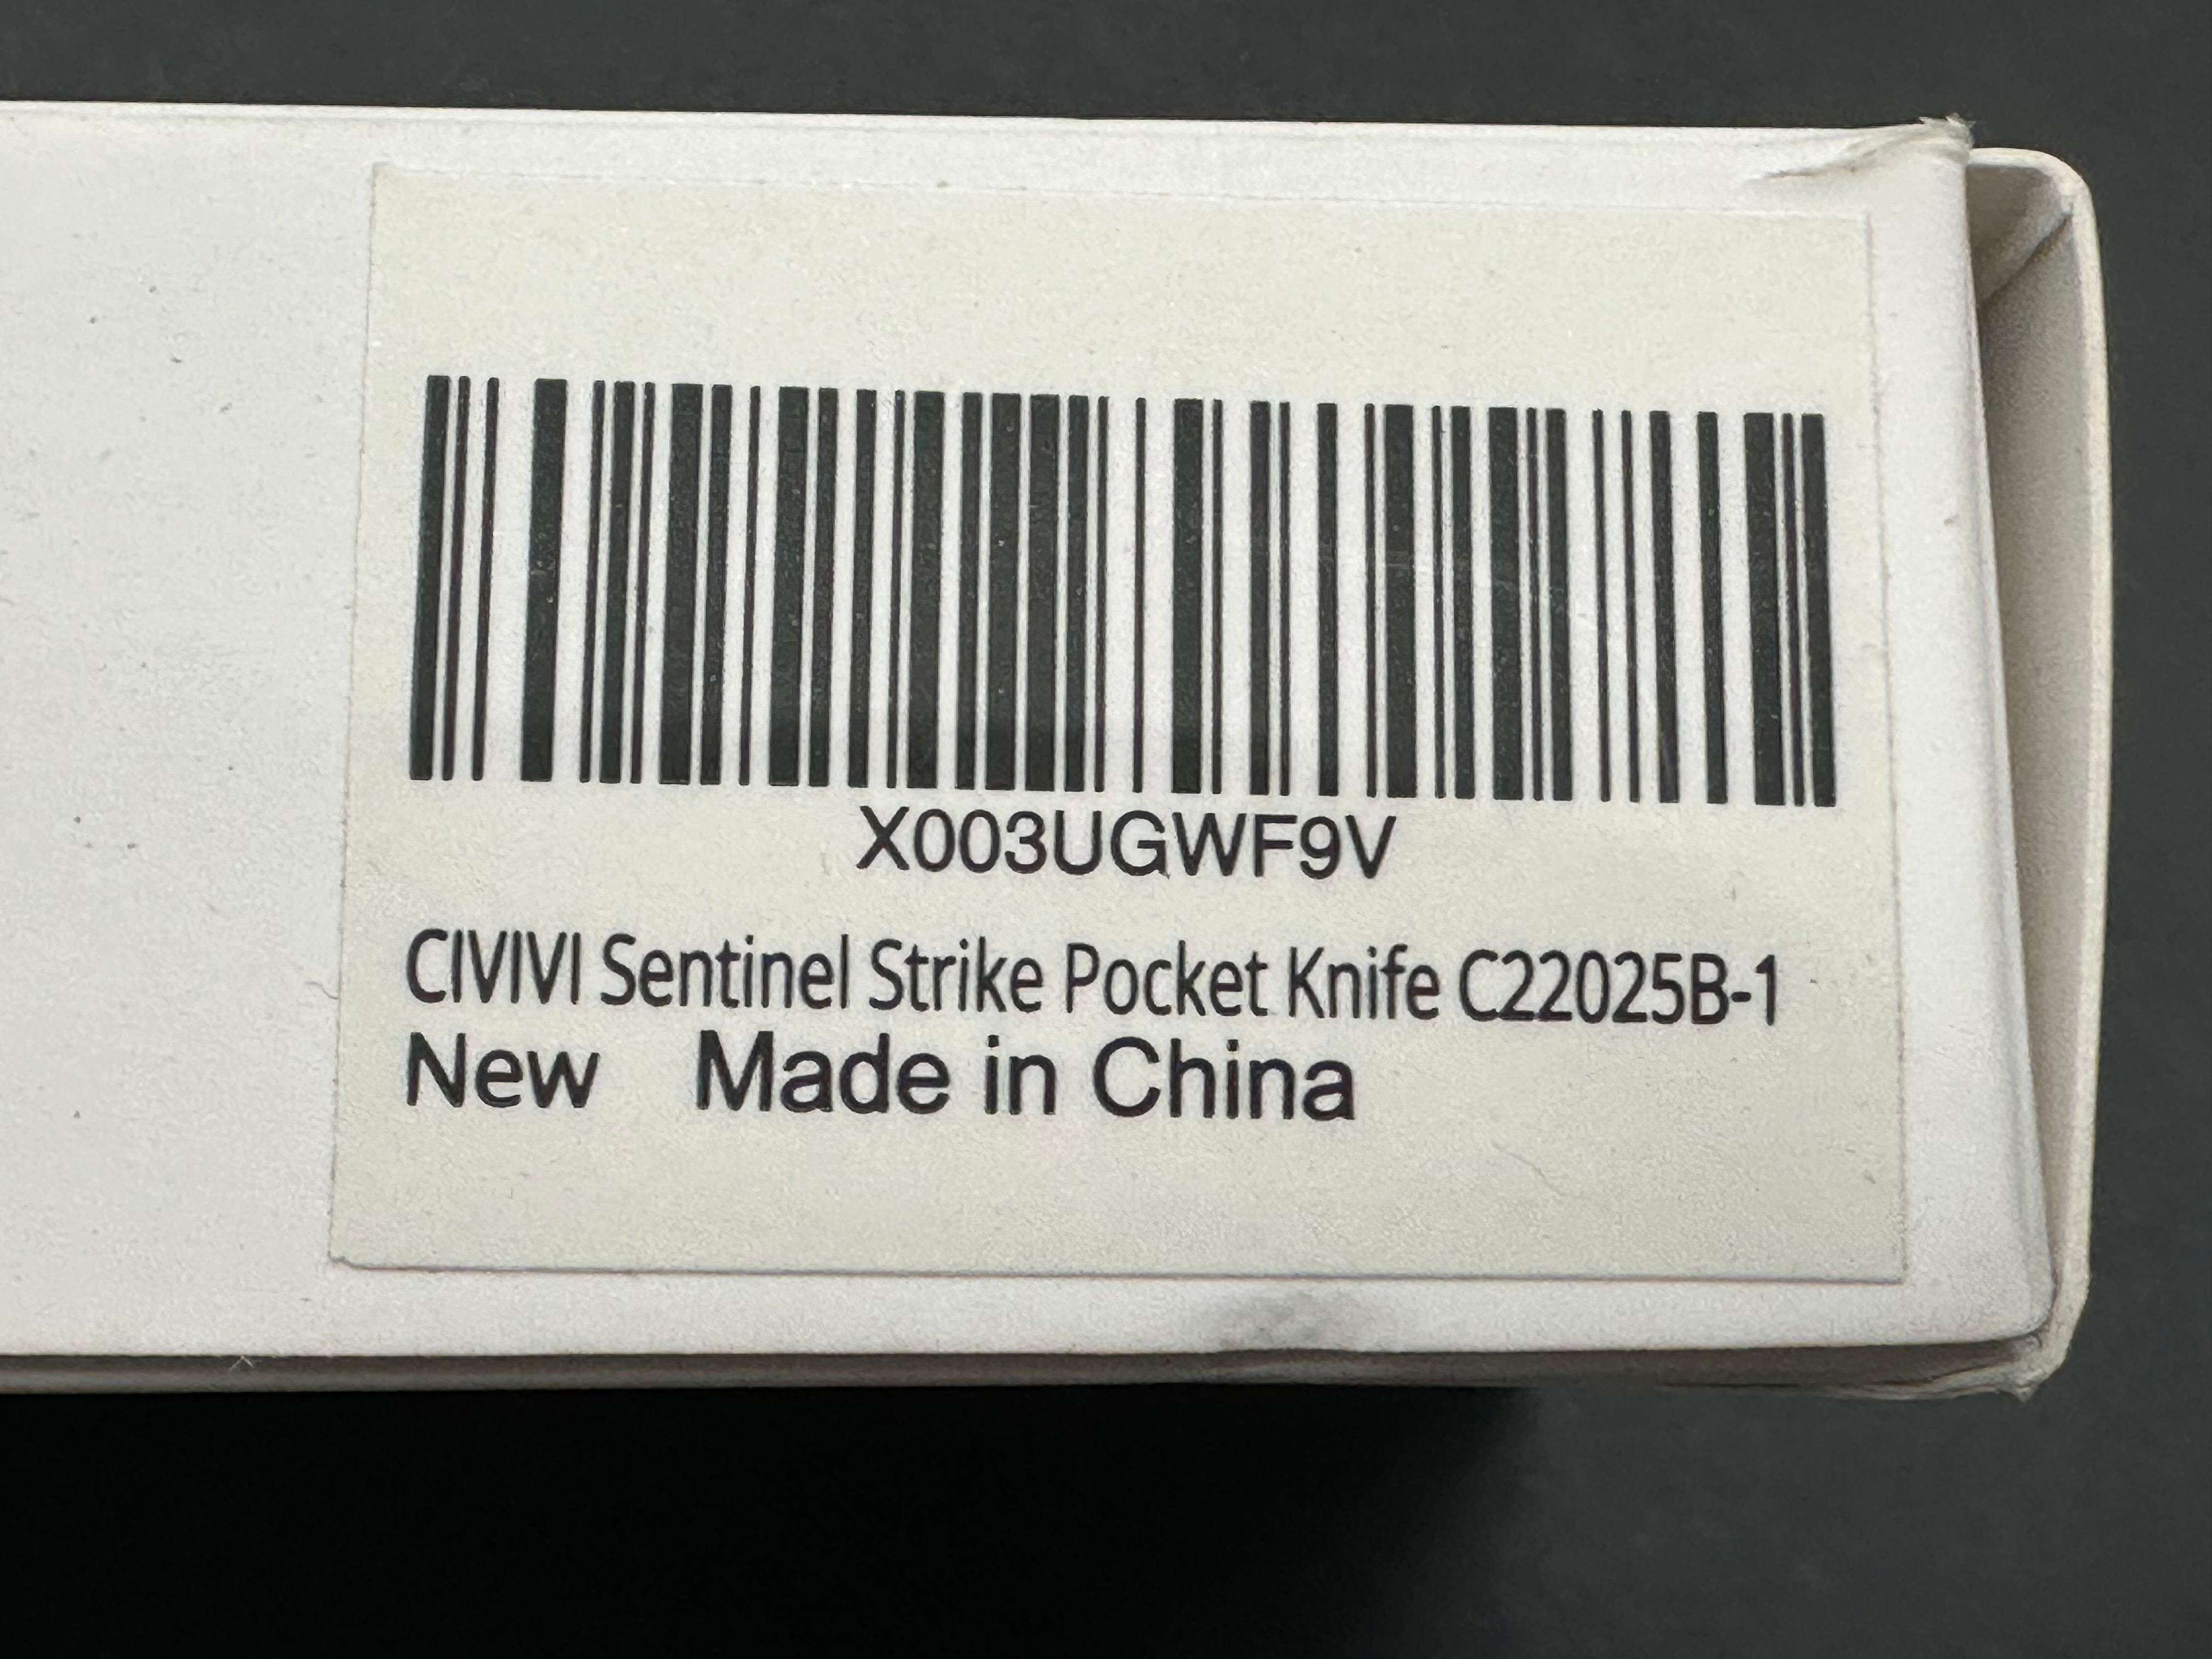 X003UGWF9V
CIVIVI Sentinel Strike Pocket Knife C22025B-1
New Made in China